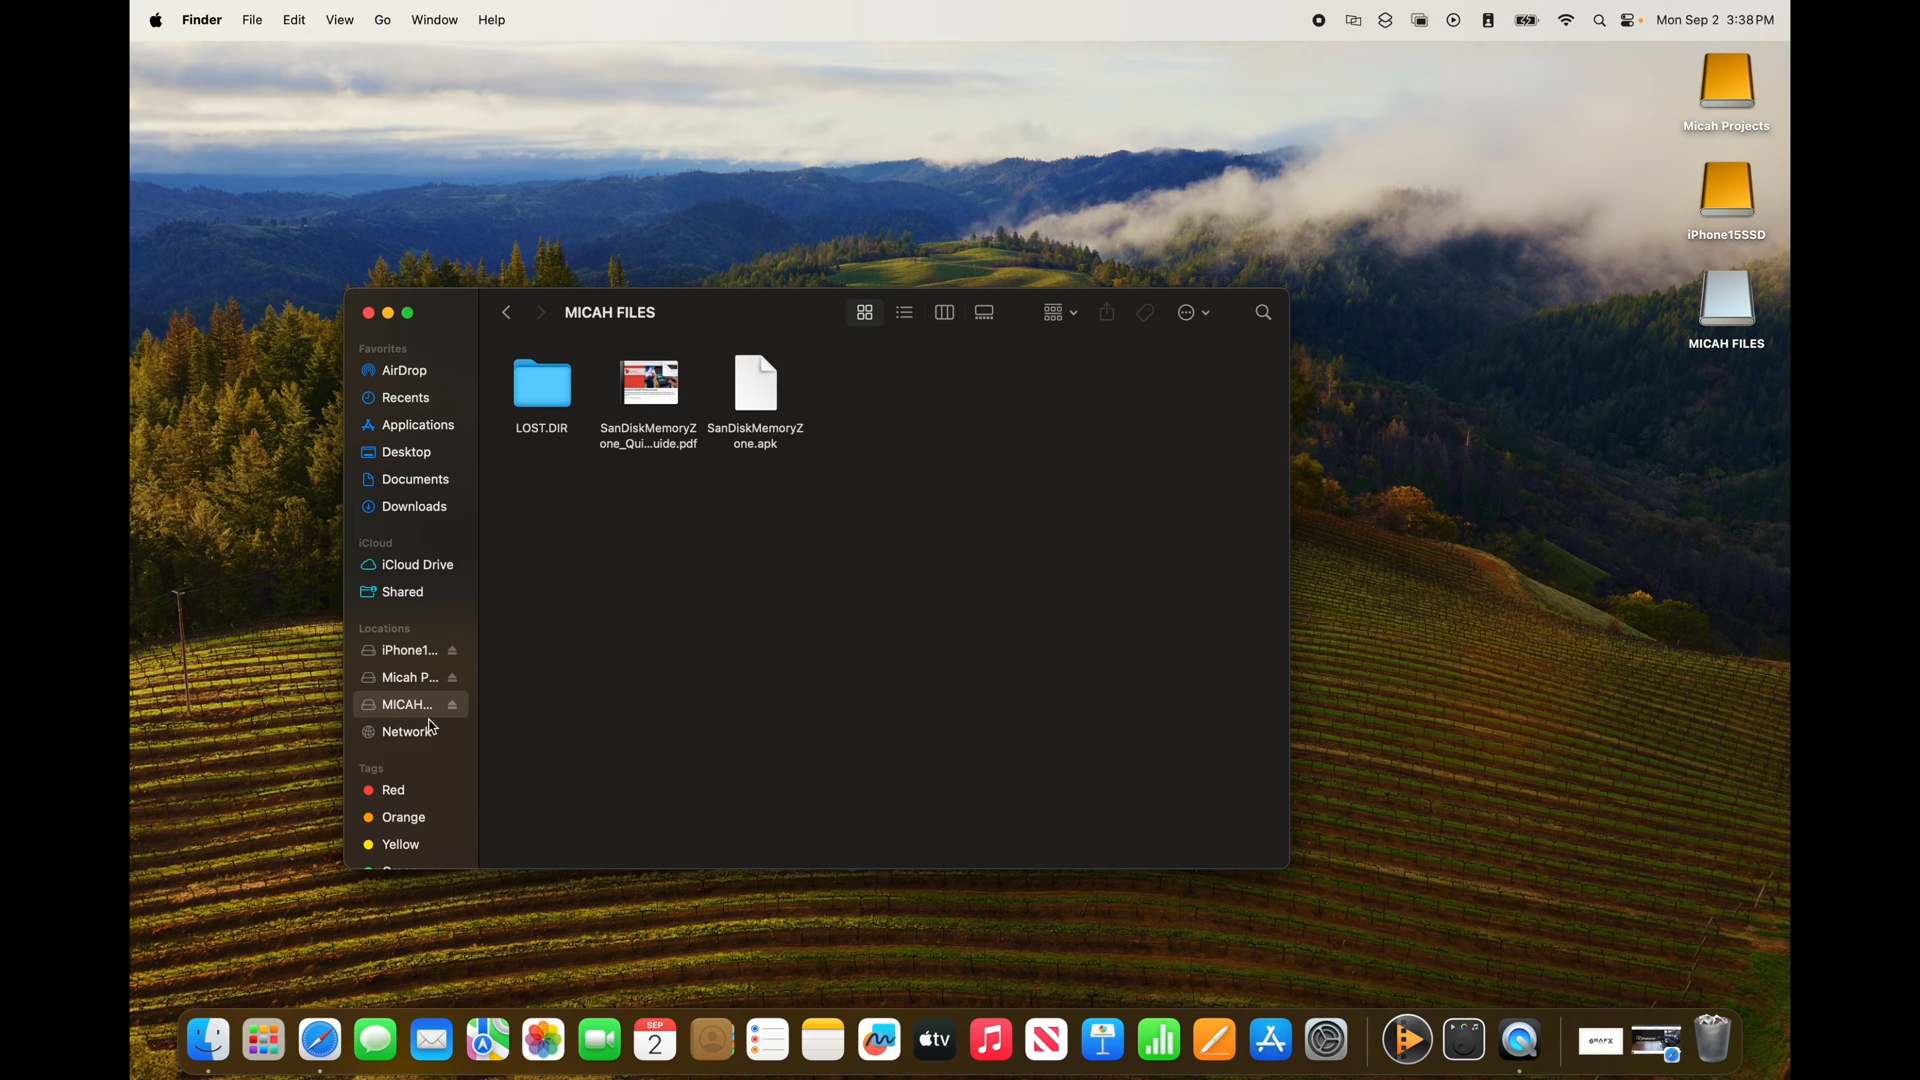 Finder File Edit View Go Window Help
Mon Sep 2 3:38 PM
Micah Projects
iPhone15SSD
MICAH FILES
MICAH FILES
Favorites
AirDrop
Recents
Applications
Desktop
Documents
Downloads
iCloud
iCloud Drive
Shared
Locations
iPhone1...
Micah P...
MICAH...
Network
Tags
Red
Orange
Yellow
LOST.DIR
SanDiskMemoryZ
one_Qui...uide.pdf
SanDiskMemoryZ
one.apk
SEP
2
tv
GRAFX